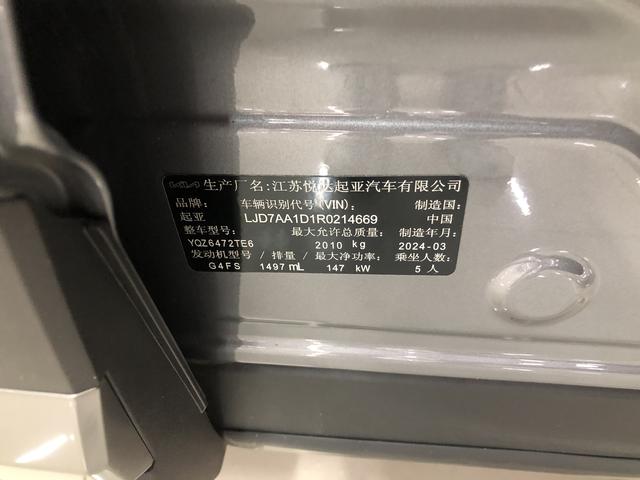 KIA 生产厂名:江苏悦达起亚汽车有限公司
品牌: 车辆识别代号(VIN): 制造国:
起亚 LJD7AA1D1R0214669 中国
整车型号: 最大允许总质量: 制造年月:
YQZ6472TE6 2010 kg 2024-03
发动机型号/排量/最大净功率: 乘坐人数:
G4FS 1497 mL 147 kW 5 人